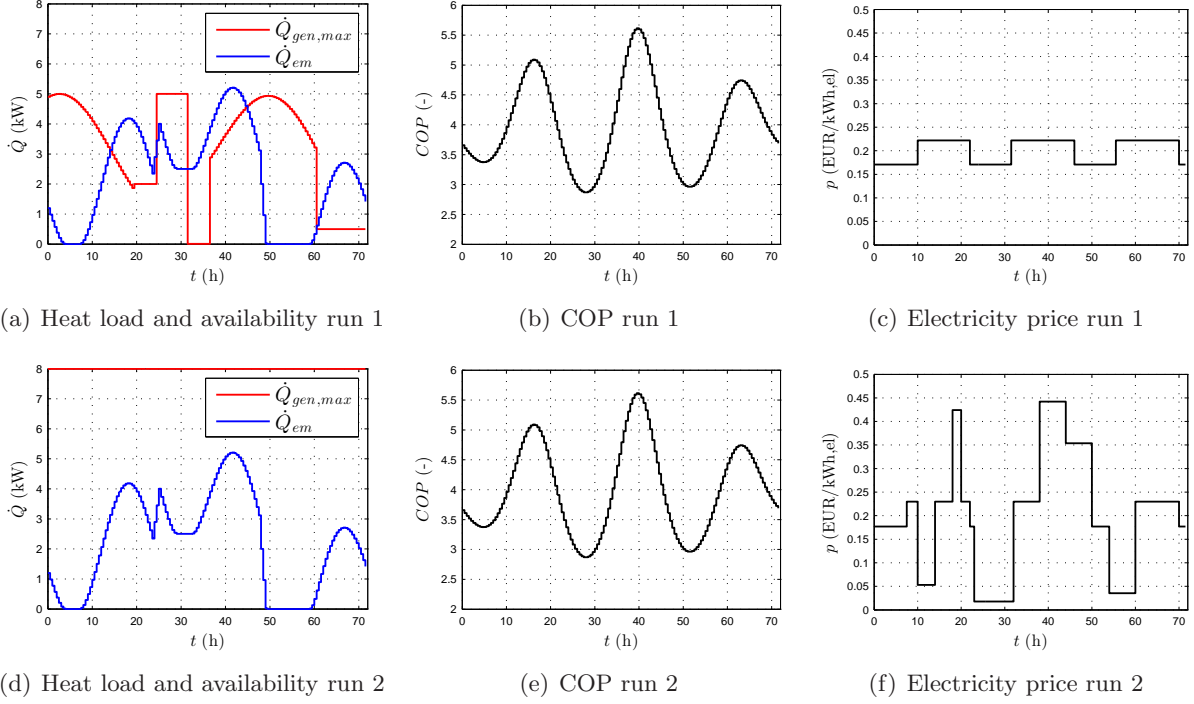 8
7
6
5
4
3
2
1
0
Q̇ (kW)
0 10 20 30 40 50 60 70
t (h)
Q̇gen,max
Q̇em
6
5.5
5
4.5
4
3.5
3
2.5
2
COP (-)
0 10 20 30 40 50 60 70
t (h)
0.5
0.45
0.4
0.35
0.3
0.25
0.2
0.15
0.1
0.05
0
p (EUR/kWh,el)
0 10 20 30 40 50 60 70
t (h)
(a) Heat load and availability run 1
(b) COP run 1
(c) Electricity price run 1
8
7
6
5
4
3
2
1
0
Q̇ (kW)
0 10 20 30 40 50 60 70
t (h)
Q̇gen,max
Q̇em
6
5.5
5
4.5
4
3.5
3
2.5
2
COP (-)
0 10 20 30 40 50 60 70
t (h)
0.5
0.45
0.4
0.35
0.3
0.25
0.2
0.15
0.1
0.05
0
p (EUR/kWh,el)
0 10 20 30 40 50 60 70
t (h)
(d) Heat load and availability run 2
(e) COP run 2
(f) Electricity price run 2